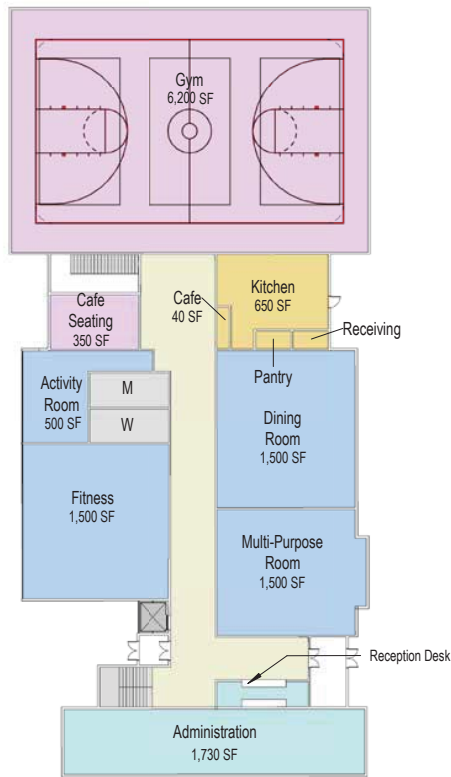 Gym
6,200 SF
Cafe
Seating
350 SF
Cafe
40 SF
Kitchen
650 SF
Receiving
Pantry
Activity
Room
500 SF
M
W
Dining
Room
1,500 SF
Fitness
1,500 SF
Multi-Purpose
Room
1,500 SF
Reception Desk
Administration
1,730 SF